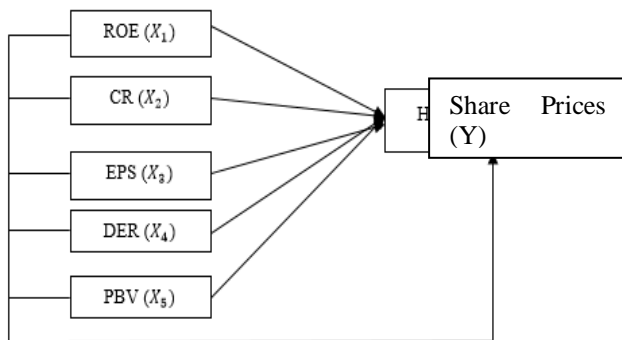 ROE (X₁)
CR (X₂)
EPS (X₃)
DER (X₄)
PBV (X₅)
H
Share Prices
(Y)